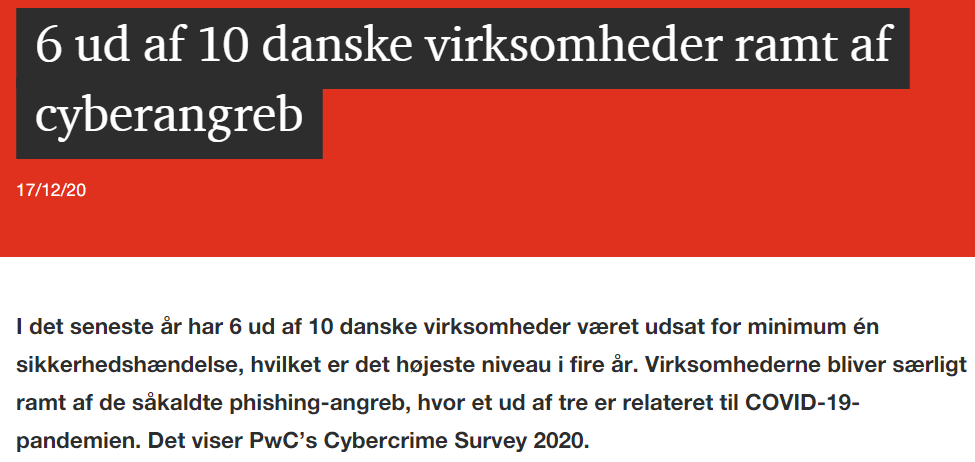 6 ud af 10 danske virksomheder ramt af
cyberangreb
17/12/20
I det seneste år har 6 ud af 10 danske virksomheder været udsat for minimum én
sikkerhedshændelse, hvilket er det højeste niveau i fire år. Virksomhederne bliver særligt
ramt af de såkaldte phishing-angreb, hvor et ud af tre er relateret til COVID-19-
pandemien. Det viser PwC’s Cybercrime Survey 2020.